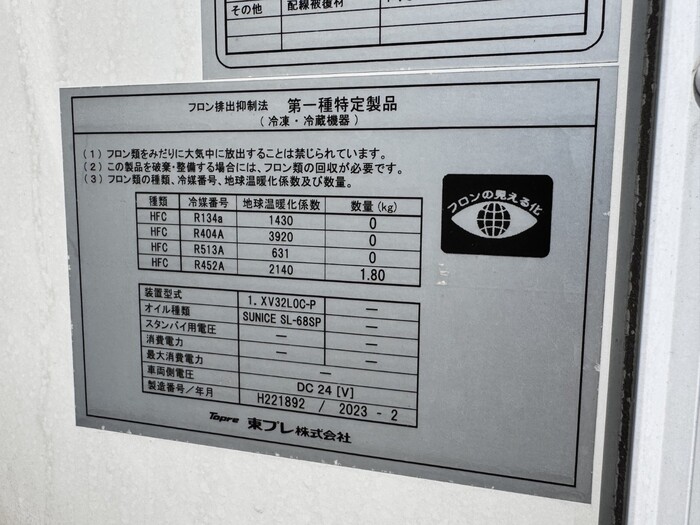 その他 配線被覆材
フロン排出抑制法 第一種特定製品
(冷凍・冷蔵機器)
(1) フロン類をみだりに大気中に放出することは禁じられています。
(2) この製品を廃棄・整備する場合には、フロン類の回収が必要です。
(3) フロン類の種類、冷媒番号、地球温暖化係数及び数量。
フロンの見える化
種類 冷媒番号 地球温暖化係数 数量(kg)
HFC R134a 1430 0
HFC R404A 3920 0
HFC R513A 631 0
HFC R452A 2140 1.80
装置型式 1. XV32L0C-P —
オイル種類 SUNICE SL-68SP —
スタンバイ用電圧 — —
消費電力 — —
最大消費電力 — —
車両側電圧 DC 24 [V]
製造番号/年月 H221892 / 2023 - 2
Topre 東プレ株式会社